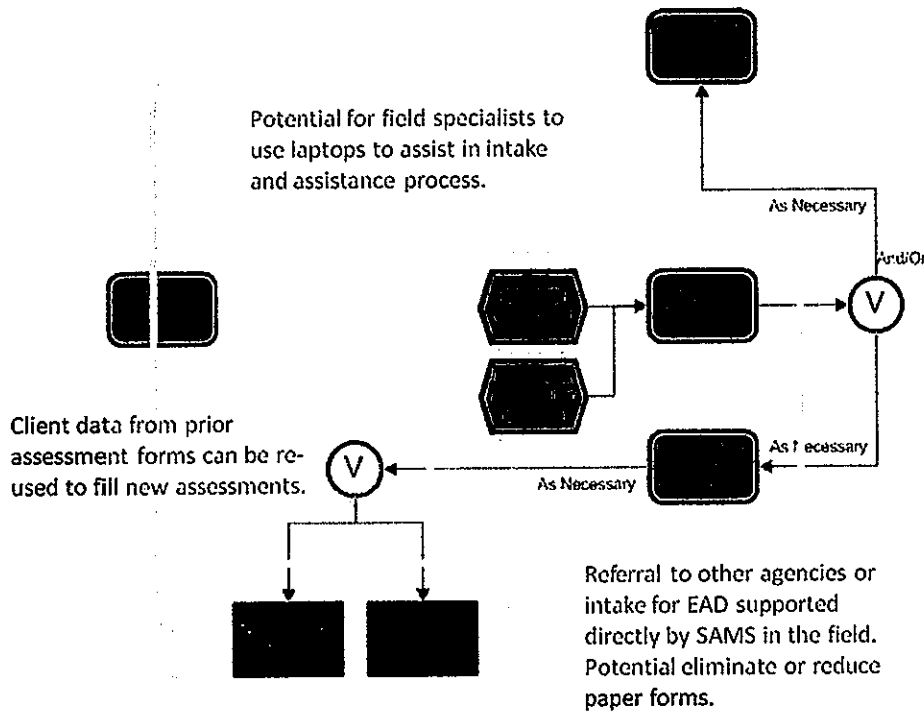 Potential for field specialists to
use laptops to assist in intake
and assistance process.
As Necessary
And/Or
V
Client data from prior
assessment forms can be re-
used to fill new assessments.
V
As Necessary
As Necessary
Referral to other agencies or
intake for EAD supported
directly by SAMS in the field.
Potential eliminate or reduce
paper forms.